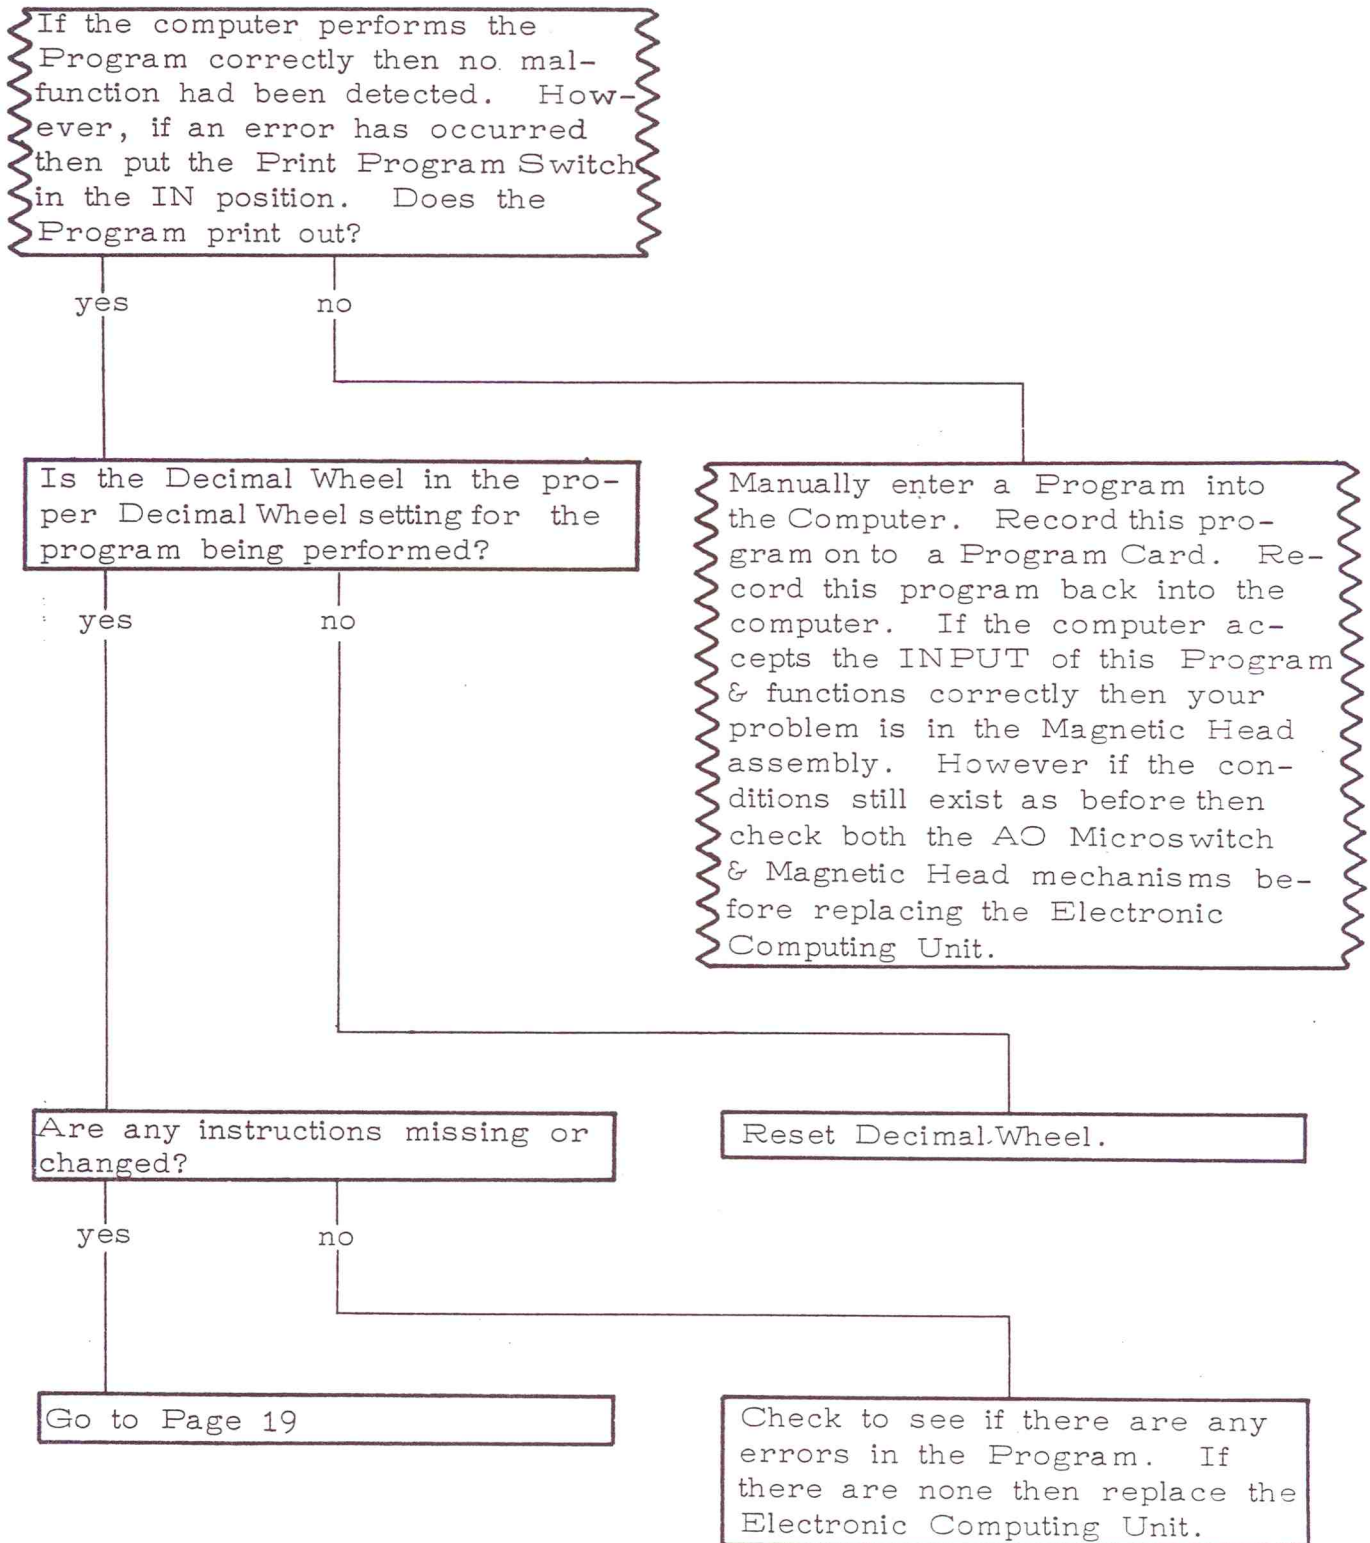 If the computer performs the
Program correctly then no mal-
function had been detected. How-
ever, if an error has occurred
then put the Print Program Switch
in the IN position. Does the
Program print out?
yes no
Is the Decimal Wheel in the pro-
per Decimal Wheel setting for the
program being performed?
Manually enter a Program into
the Computer. Record this pro-
gram on to a Program Card. Re-
cord this program back into the
computer. If the computer ac-
cepts the INPUT of this Program
& functions correctly then your
problem is in the Magnetic Head
assembly. However if the con-
ditions still exist as before then
check both the AO Microswitch
& Magnetic Head mechanisms be-
fore replacing the Electronic
Computing Unit.
yes no
Are any instructions missing or
changed?
Reset Decimal Wheel.
yes no
Go to Page 19
Check to see if there are any
errors in the Program. If
there are none then replace the
Electronic Computing Unit.